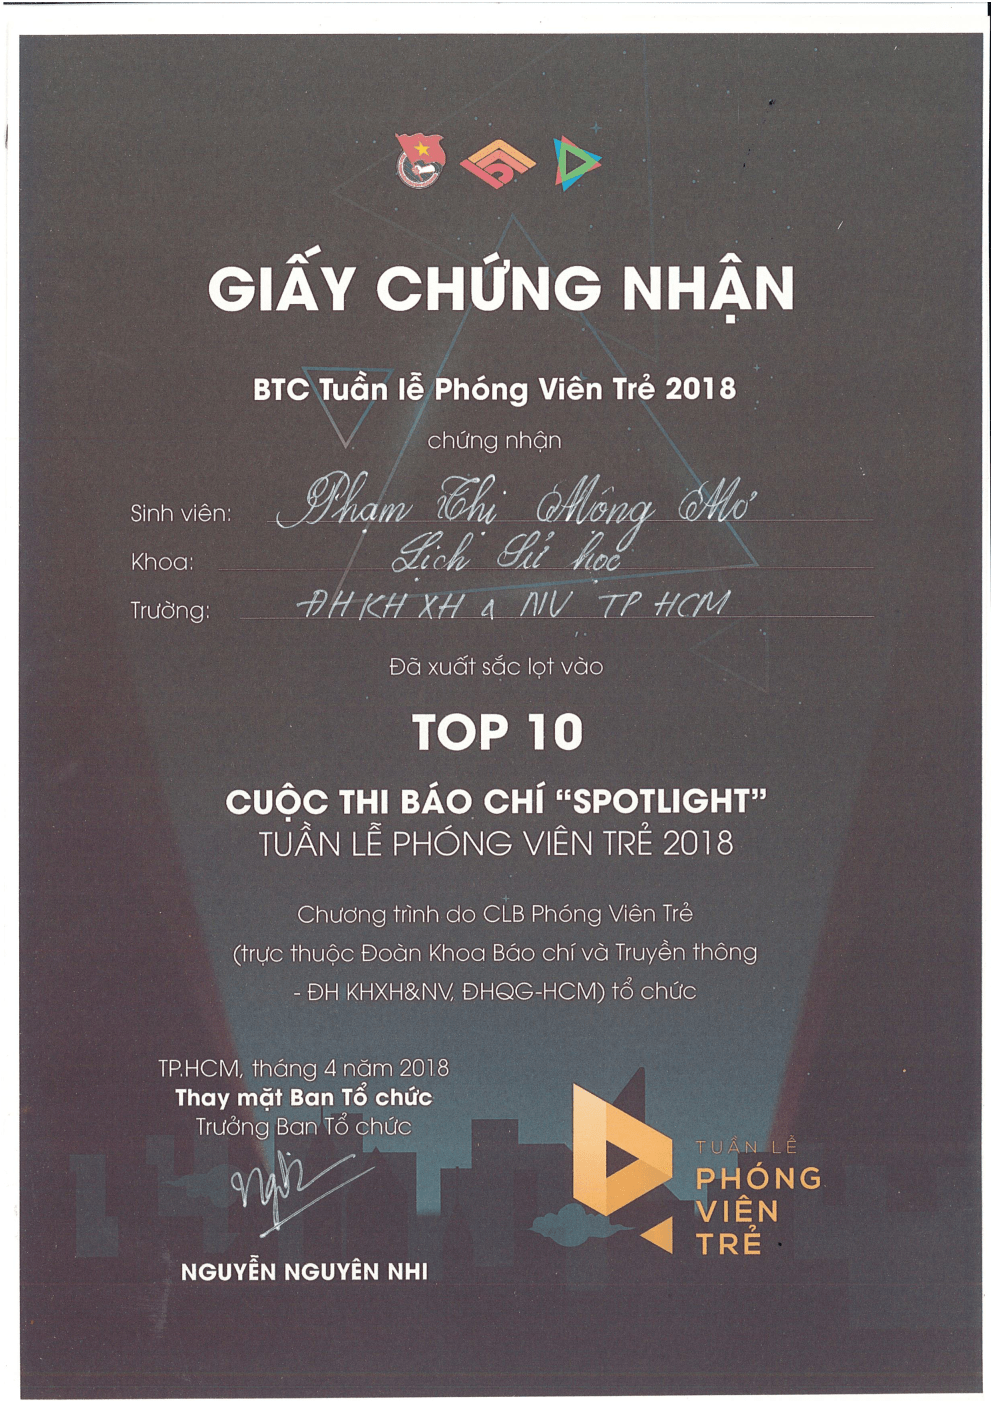 GIẤY CHỨNG NHẬN
BTC Tuần lễ Phóng Viên Trẻ 2018
chứng nhận
Sinh viên: Phạm Thị Mộng Mơ
Khoa: Lịch Sử học
Trường: ĐHKH XH & NV TP HCM
Đã xuất sắc lọt vào
TOP 10
CUỘC THI BÁO CHÍ “SPOTLIGHT”
TUẦN LỄ PHÓNG VIÊN TRẺ 2018
Chương trình do CLB Phóng Viên Trẻ
(trực thuộc Đoàn Khoa Báo chí và Truyền thông
- ĐH KHXH&NV, ĐHQG-HCM) tổ chức
TP.HCM, tháng 4 năm 2018
Thay mặt Ban Tổ chức
Trưởng Ban Tổ chức
NGUYỄN NGUYÊN NHI
TUẦN LỄ
PHÓNG
VIÊN
TRẺ